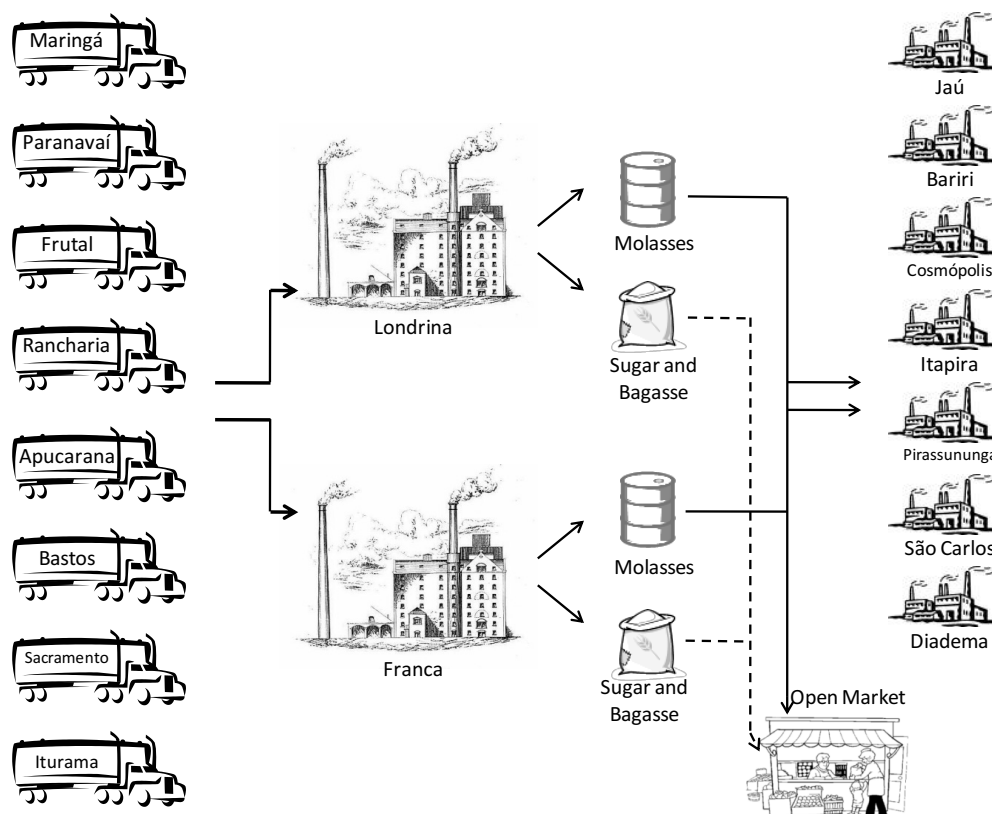 Maringá
Paranavaí
Frutal
Rancharia
Apucarana
Bastos
Sacramento
Iturama
Londrina
Franca
Molasses
Sugar and
Bagasse
Molasses
Sugar and
Bagasse
Open Market
Jaú
Bariri
Cosmópolis
Itapira
Pirassununga
São Carlos
Diadema